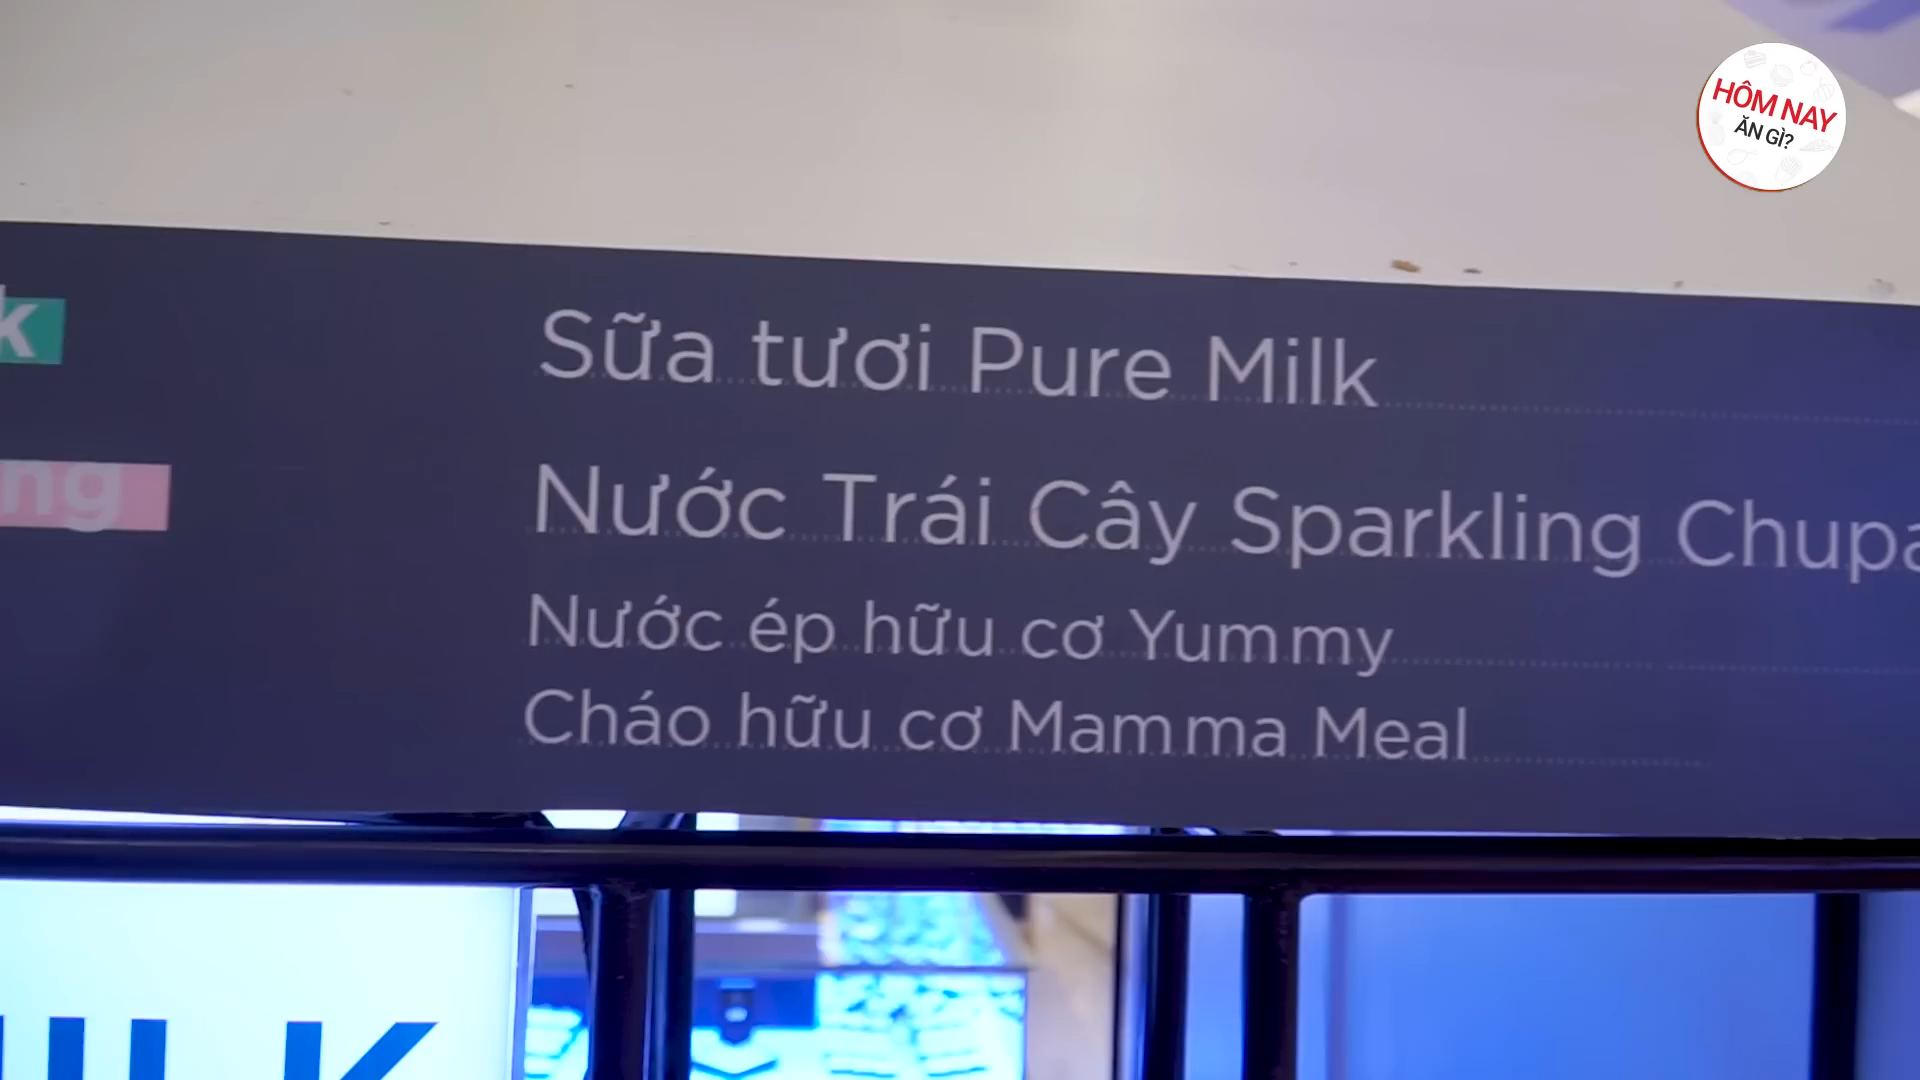 HÔM NAY
ĂN GÌ?
k
Sữa tươi Pure Milk
ng
Nước Trái Cây Sparkling Chupa
Nước ép hữu cơ Yummy
Cháo hữu cơ Mamma Meal